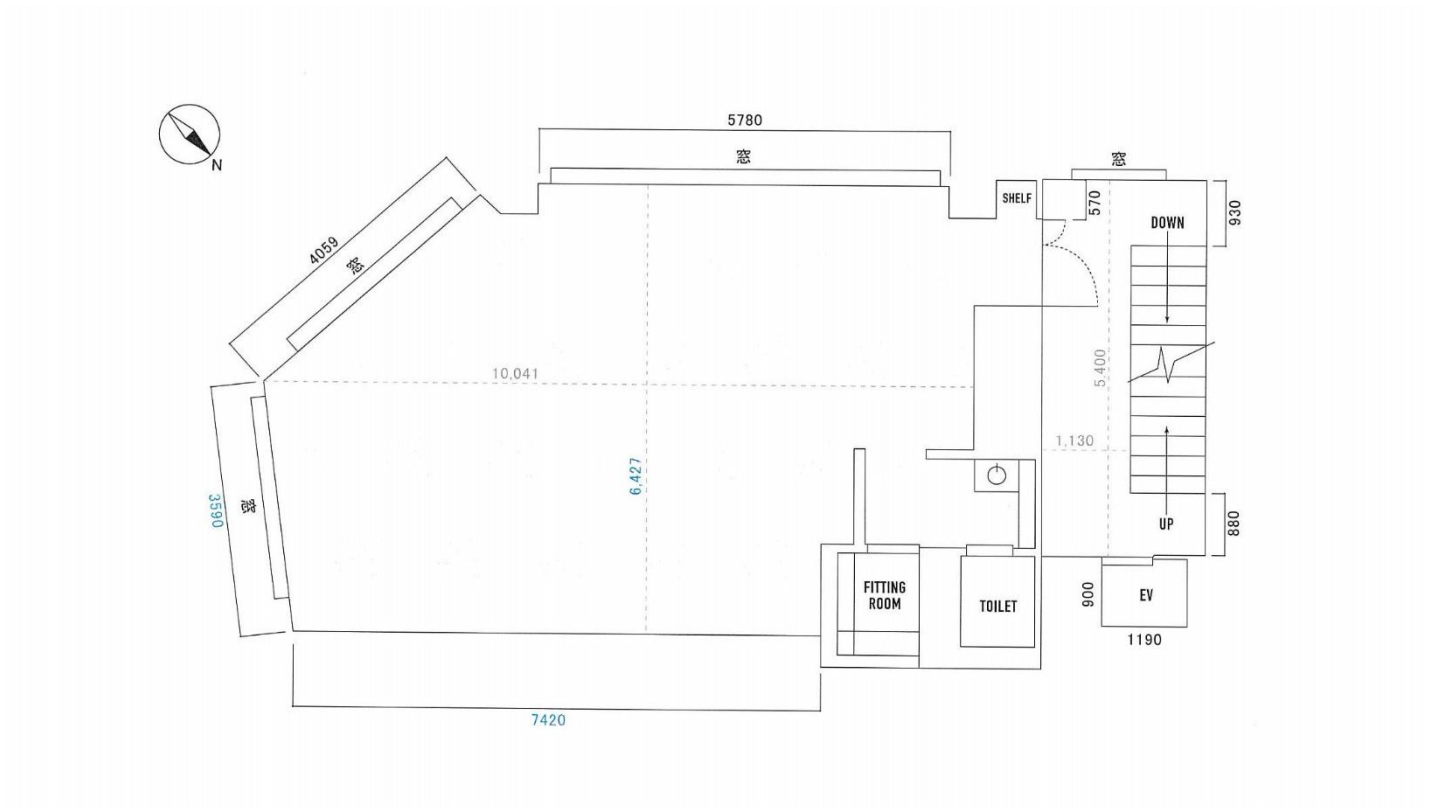 5780
窓
窓
N
SHELF
570
930
DOWN
4059
窓
10,041
5,400
1,130
6,427
3590
窓
UP
880
FITTING
ROOM
TOILET
900
EV
1190
7420